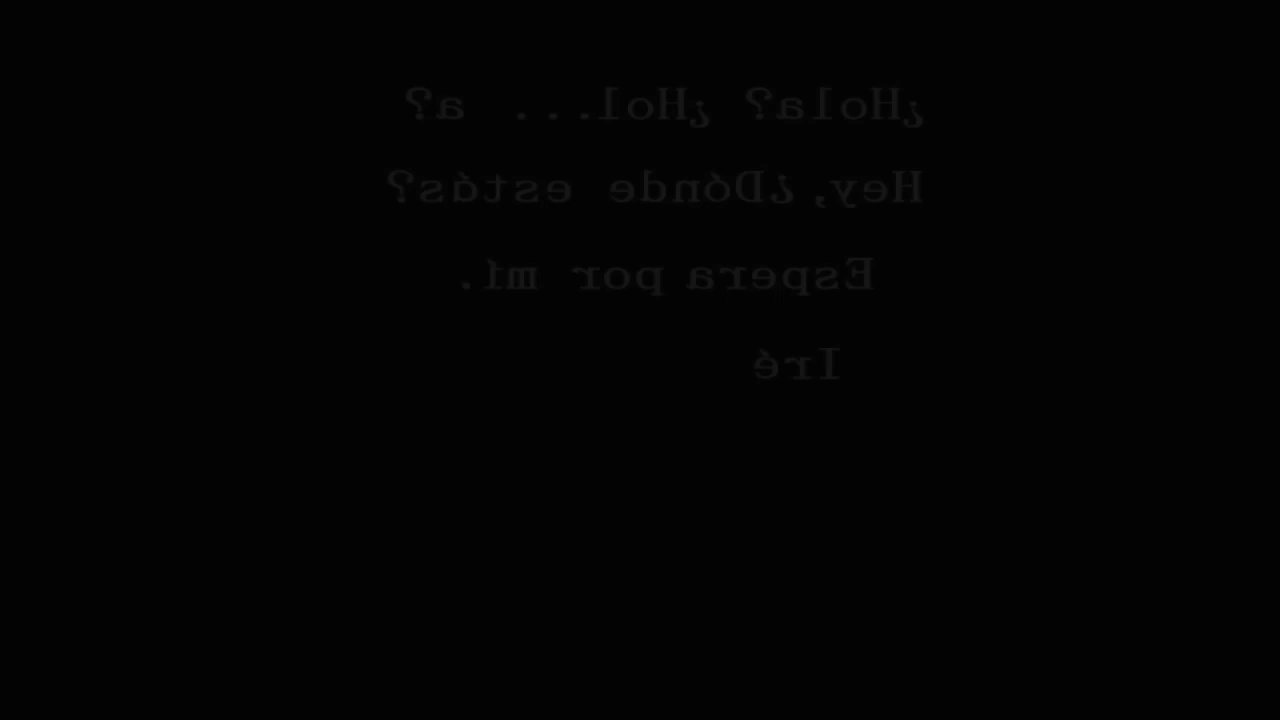 ¿Hola? ¿Hol... a?
Hey, ¿Dónde estás?
Espera por mí.
Iré